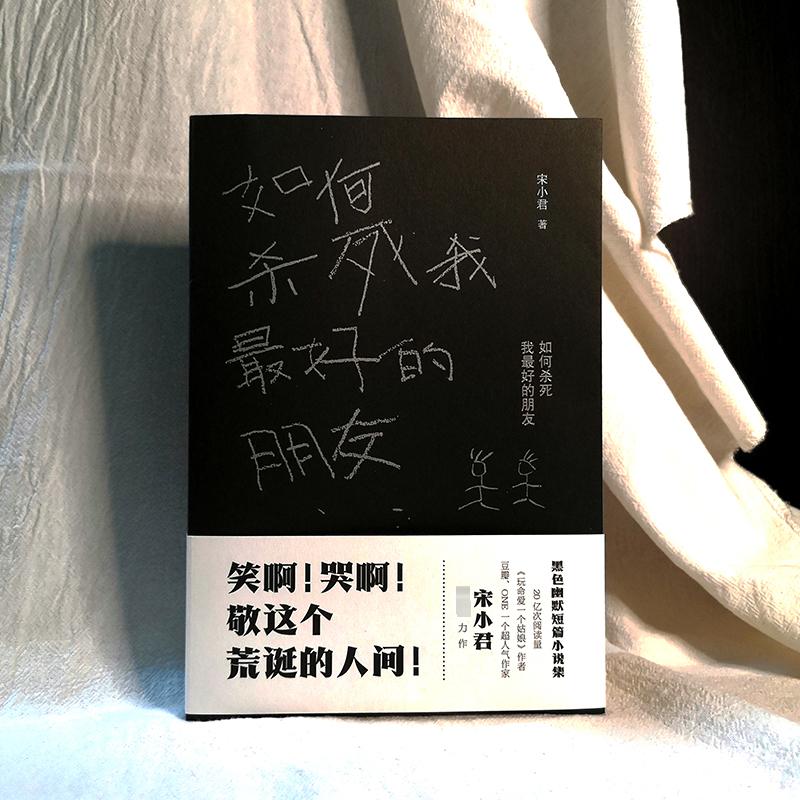 如何
杀死我
最好的
朋友
宋小君 著
如何杀死
我最好的朋友
笑啊！哭啊！
敬这个
荒诞的人间！
黑色幽默短篇小说集
20亿次阅读量
《玩命爱一个姑娘》作者
豆瓣、ONE一个超人气作家
宋小君
力作